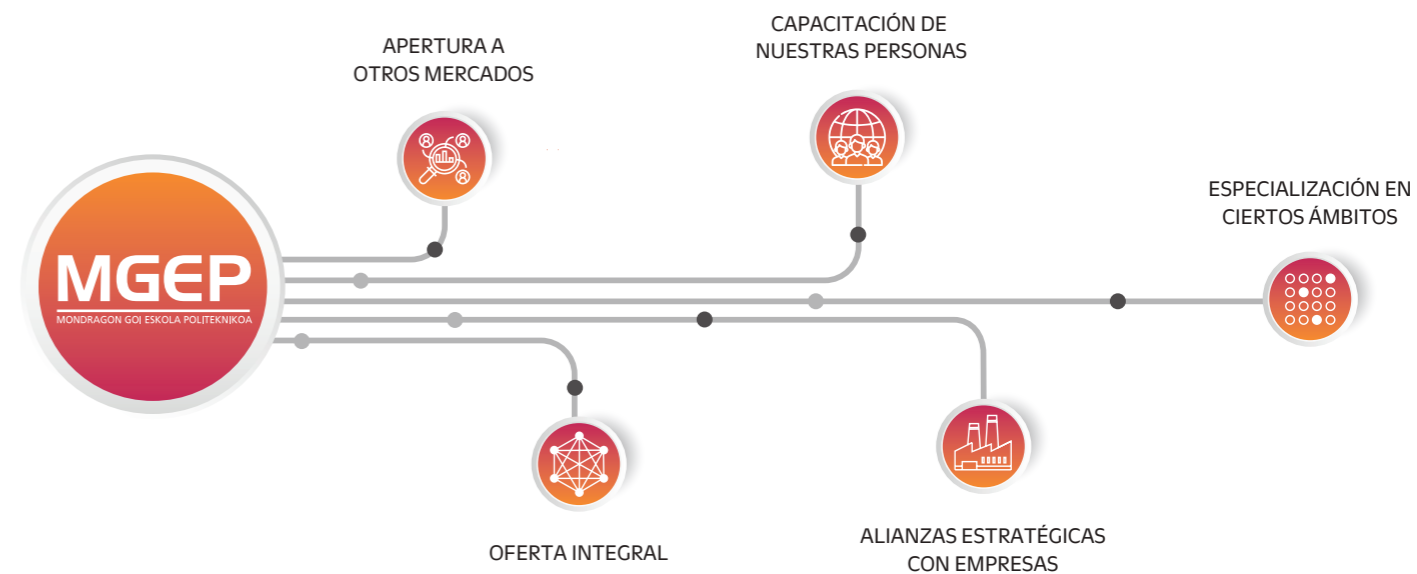 CAPACITACIÓN DE
NUESTRAS PERSONAS
APERTURA A
OTROS MERCADOS
ESPECIALIZACIÓN EN
CIERTOS ÁMBITOS
MGEP
MONDRAGON GOI ESKOLA POLITEKNIKOA
OFERTA INTEGRAL
ALIANZAS ESTRATÉGICAS
CON EMPRESAS